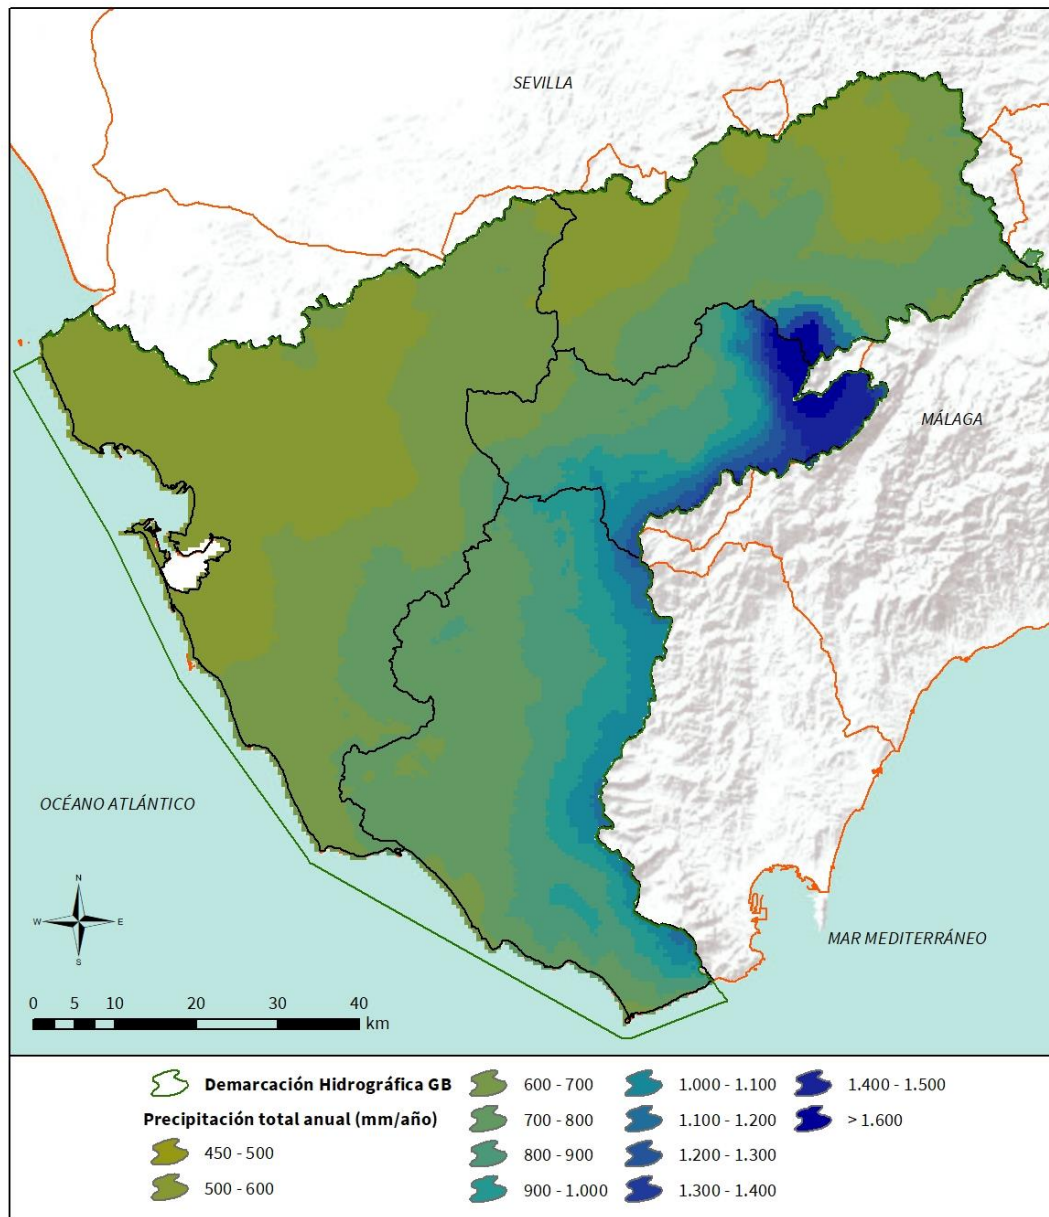 SEVILLA
MÁLAGA
OCÉANO ATLÁNTICO
N
W E
S
MAR MEDITERRÁNEO
0 5 10 20 30 40
km
Demarcación Hidrográfica GB
Precipitación total anual (mm/año)
450 - 500
500 - 600
600 - 700
700 - 800
800 - 900
900 - 1.000
1.000 - 1.100
1.100 - 1.200
1.200 - 1.300
1.300 - 1.400
1.400 - 1.500
> 1.600